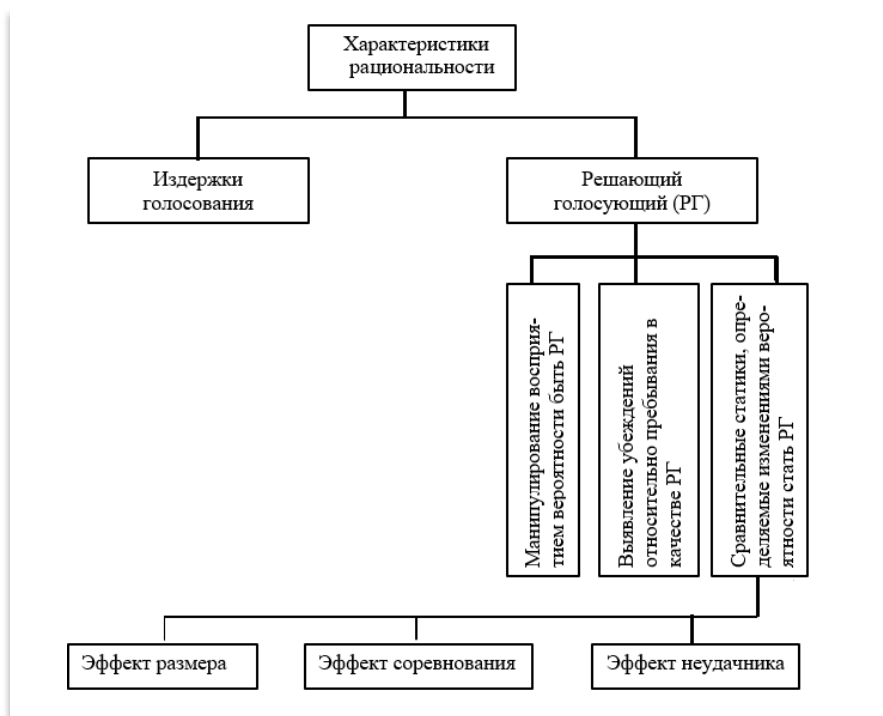 Характеристики
рациональности
Издержки
голосования
Решающий
голосующий (РГ)
Манипулирование восприя-
тием вероятности быть РГ
Выявление убеждений
относительно пребывания в
качестве РГ
Сравнительные статики, опре-
деляемые изменениями веро-
ятности стать РГ
Эффект размера
Эффект соревнования
Эффект неудачника